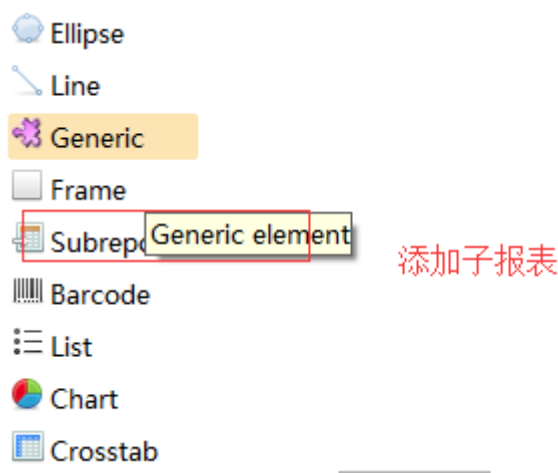 Ellipse
Line
Generic
Frame
Subrepo
Generic element
添加子报表
Barcode
List
Chart
Crosstab